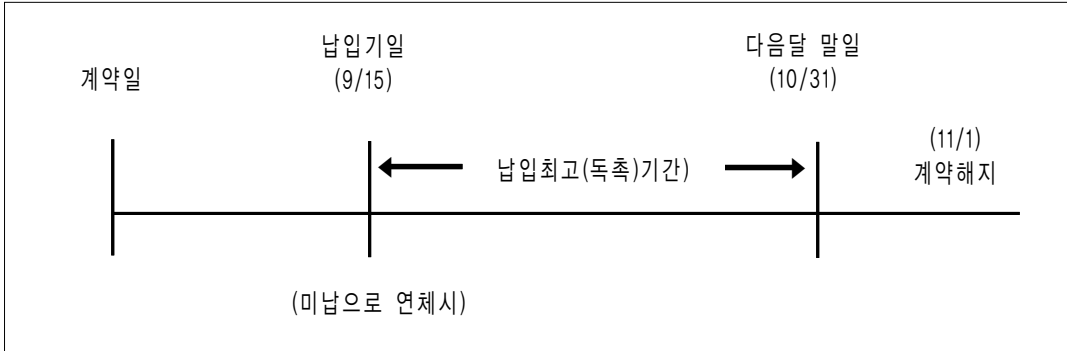 계약일
납입기일
(9/15)
다음달 말일
(10/31)
(11/1)
계약해지
납입최고(독촉)기간)
(미납으로 연체시)